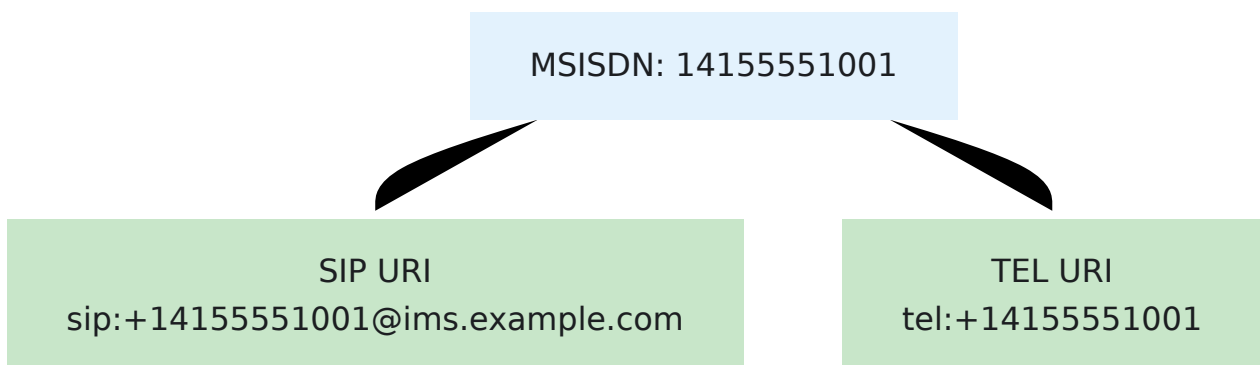 MSISDN: 14155551001
SIP URI
sip:+14155551001@ims.example.com
TEL URI
tel:+14155551001